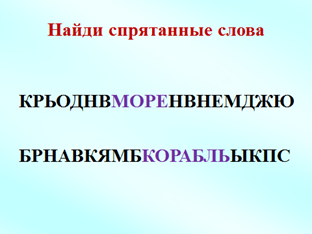 Найди спрятанные слова
КРЬОДНВМОРЕНВНЕМДЖЮ
БРНАВКЯМБКОРАБЛЬЫКПС